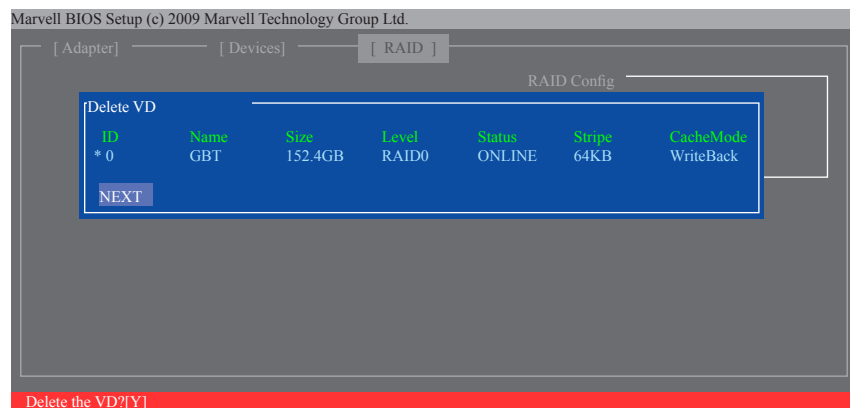 Marvell BIOS Setup (c) 2009 Marvell Technology Group Ltd.
[ Adapter] [ Devices] [ RAID ]
RAID Config
Delete VD
ID Name Size Level Status Stripe CacheMode
* 0 GBT 152.4GB RAID0 ONLINE 64KB WriteBack
NEXT
Delete the VD?[Y]